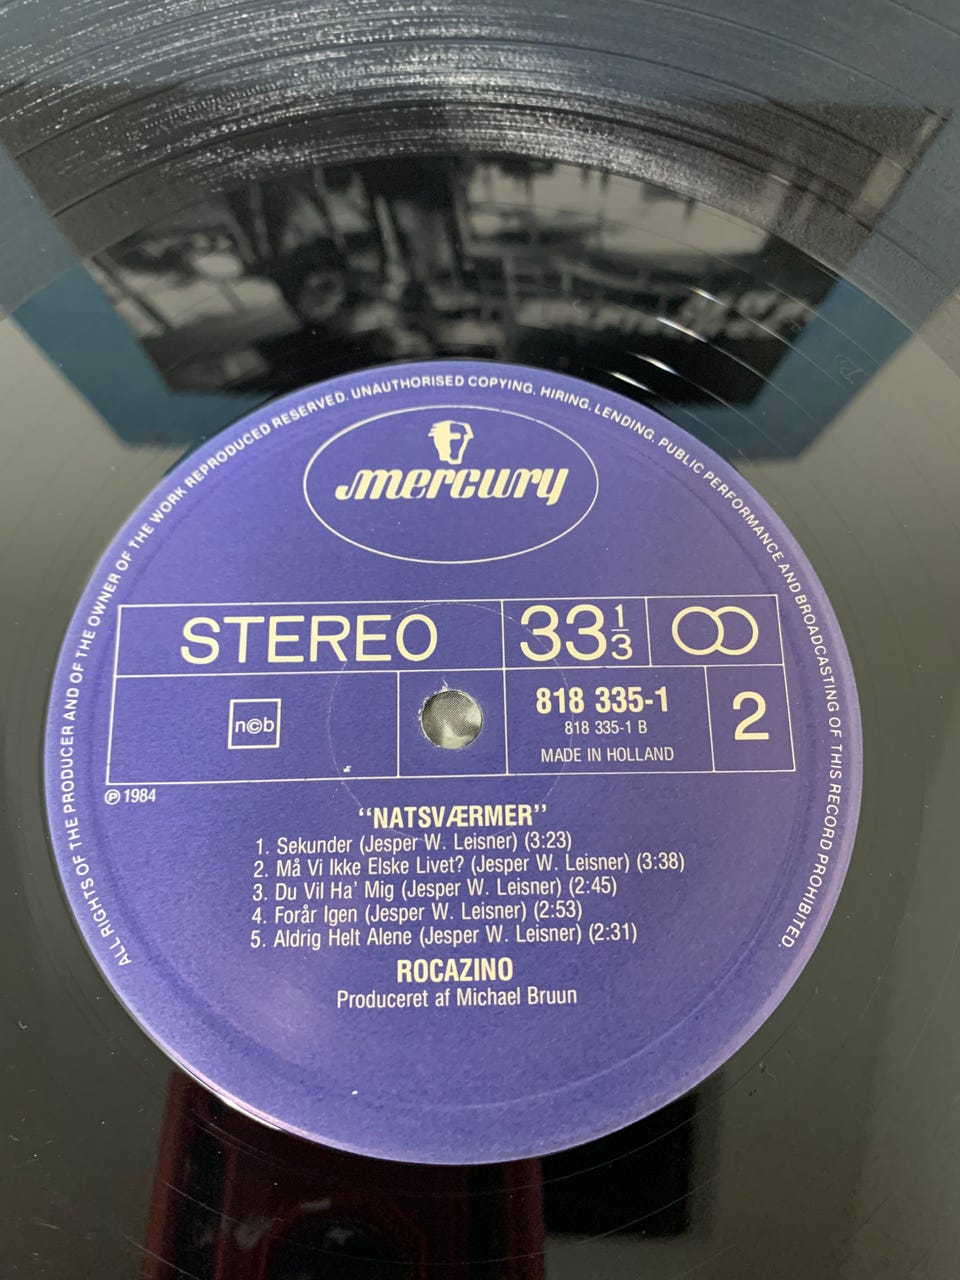 ALL RIGHTS OF THE PRODUCER AND OF THE OWNER OF THE WORK REPRODUCED RESERVED. UNAUTHORISED COPYING, HIRING, LENDING, PUBLIC PERFORMANCE AND BROADCASTING OF THIS RECORD PROHIBITED.
mercury
STEREO 33 1/3
n©b 818 335-1 2
818 335-1 B
MADE IN HOLLAND
℗ 1984
“NATSVÆRMER”
1. Sekunder (Jesper W. Leisner) (3:23)
2. Må Vi Ikke Elske Livet? (Jesper W. Leisner) (3:38)
3. Du Vil Ha' Mig (Jesper W. Leisner) (2:45)
4. Forår Igen (Jesper W. Leisner) (2:53)
5. Aldrig Helt Alene (Jesper W. Leisner) (2:31)
ROCAZINO
Produceret af Michael Bruun